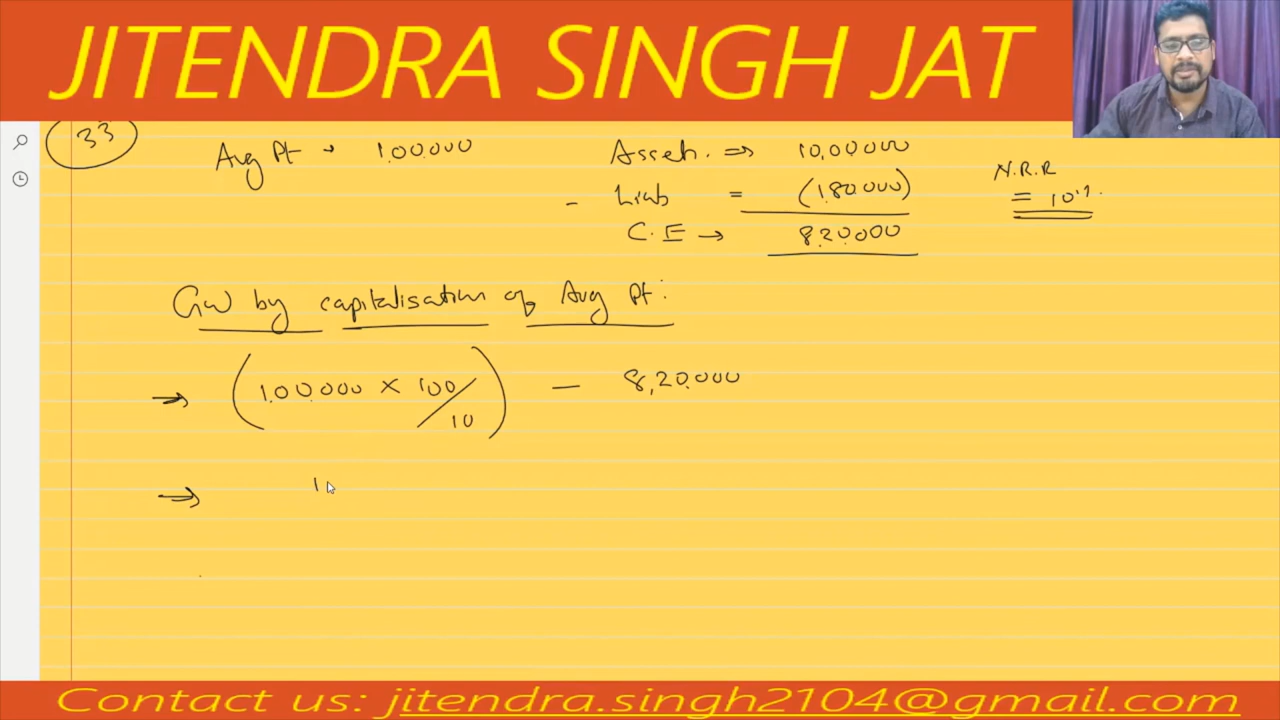 JITENDRA SINGH JAT
33
Avg Pt → 1,00,000
Assets. ⇒ 10,00,000
- Liab = (1,80,000)
C.E → 8,20,000
N.R.R
= 10%.
GW by capitalisation of Avg Pt:
→ (1,00,000 × 100/10) — 8,20,000
→ 1
Contact us: jitendra.singh2104@gmail.com